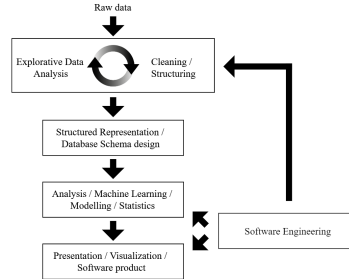 Raw data
Explorative Data
Analysis
Cleaning /
Structuring
Structured Representation /
Database Schema design
Analysis / Machine Learning /
Modelling / Statistics
Software Engineering
Presentation / Visualization /
Software product